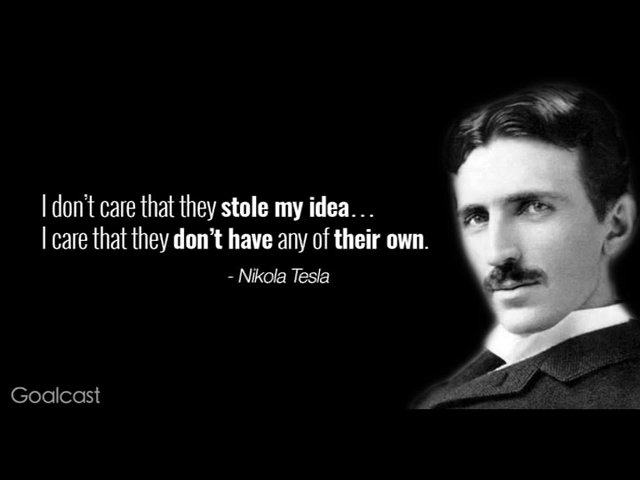 I don't care that they stole my idea...
I care that they don't have any of their own.
- Nikola Tesla
Goalcast